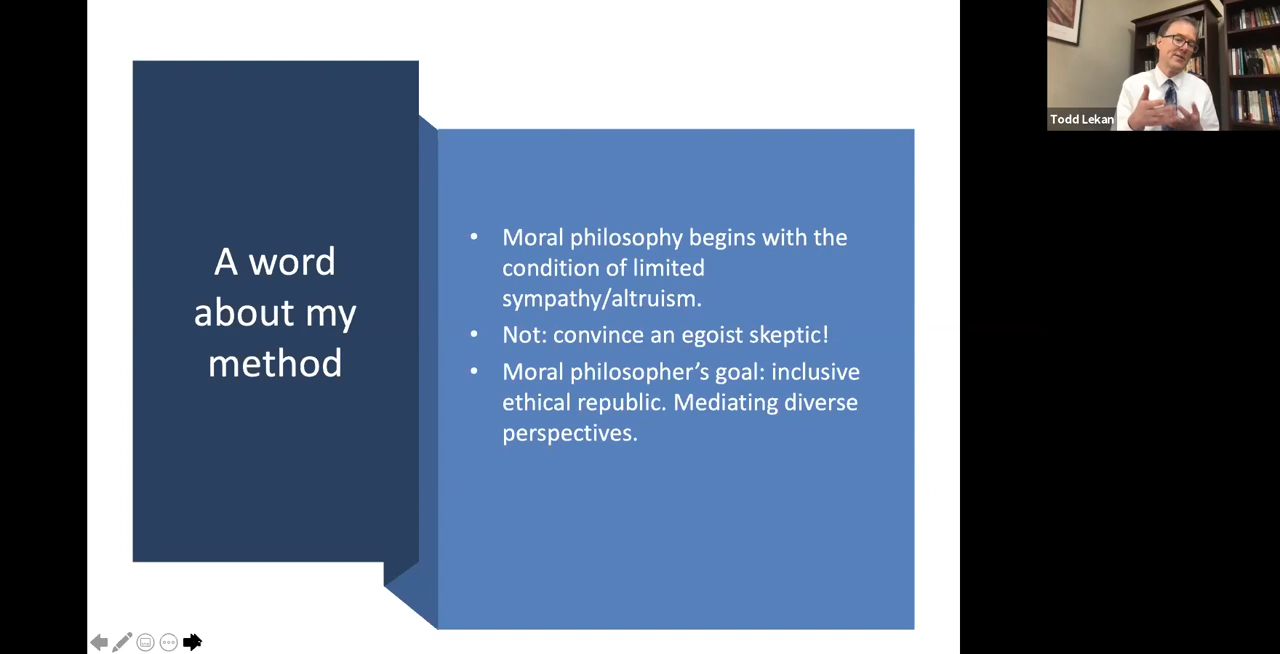 A word
about my
method
• Moral philosophy begins with the
condition of limited
sympathy/altruism.
• Not: convince an egoist skeptic!
• Moral philosopher’s goal: inclusive
ethical republic. Mediating diverse
perspectives.
Todd Lekan